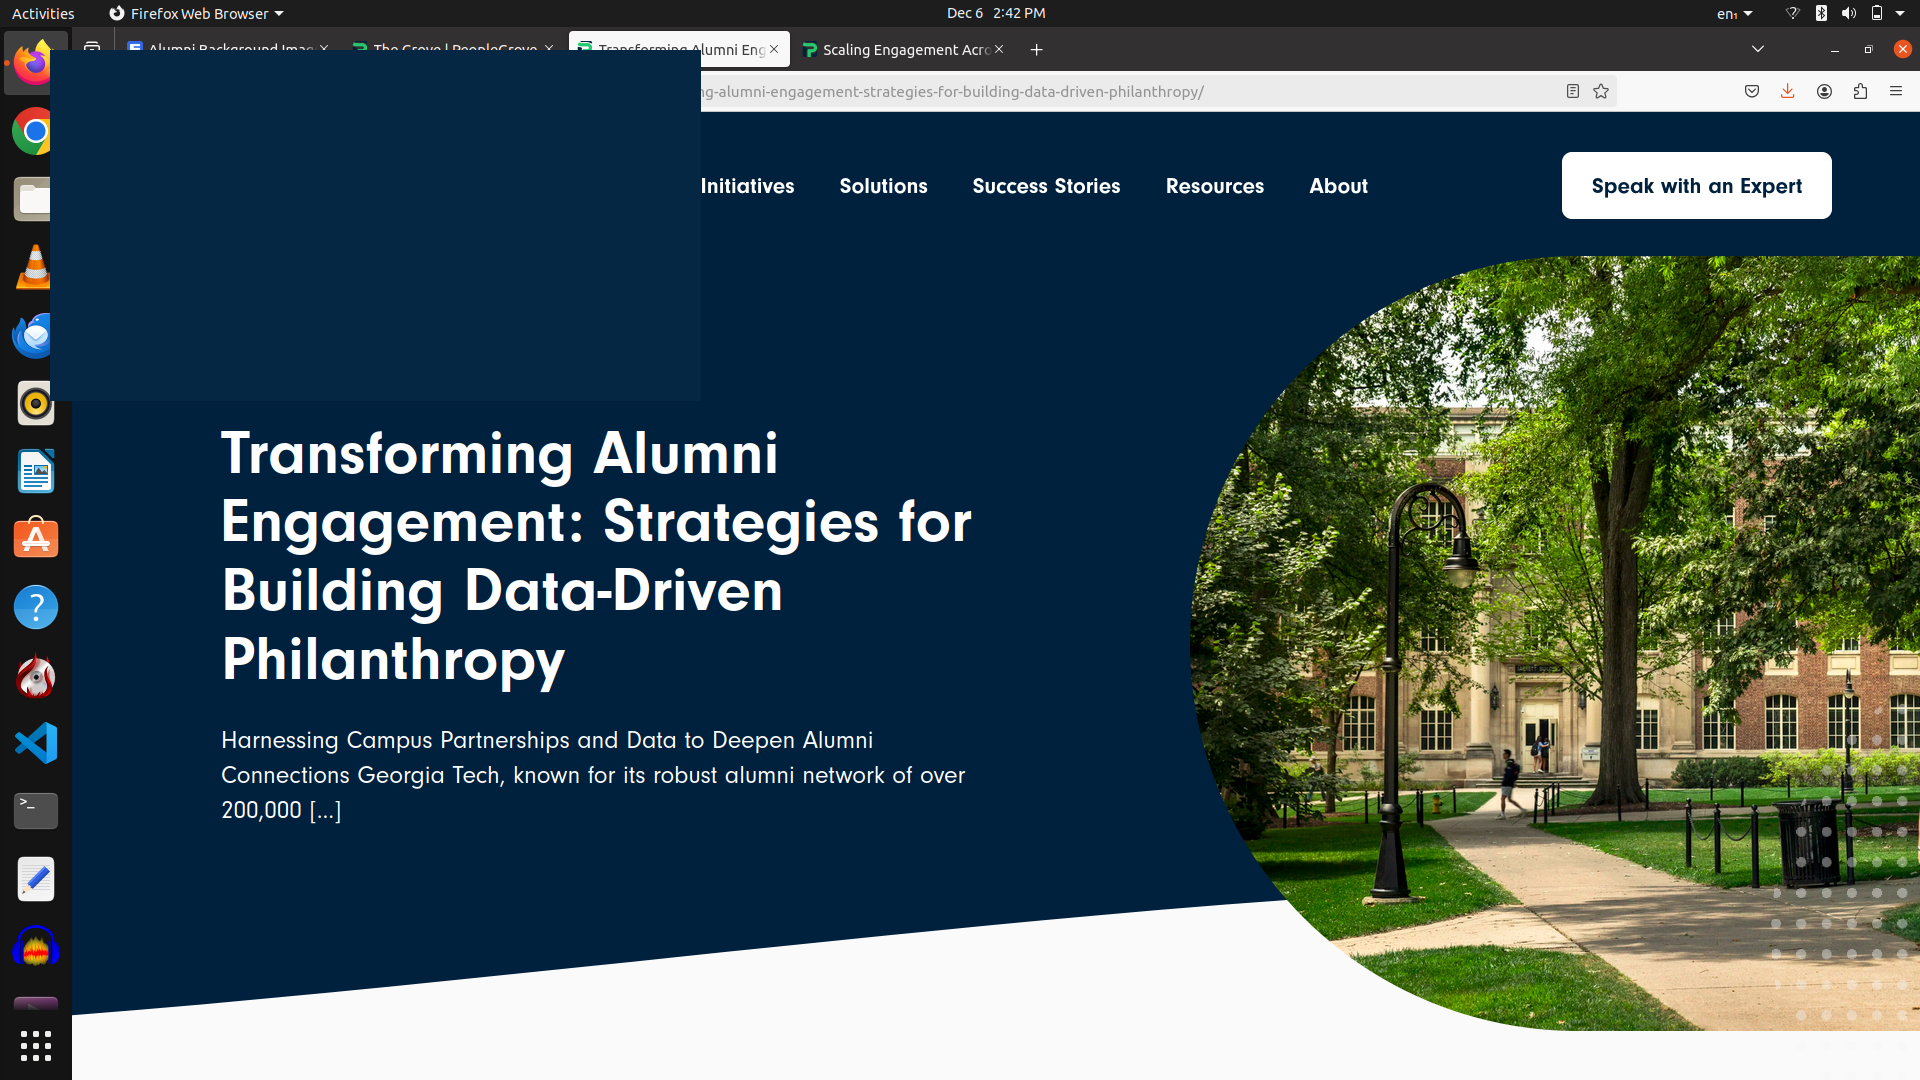 Activities
Firefox Web Browser
Dec 6 2:42 PM
en₁
Alumni Background Imag
The Grove | PeopleGrove
Transforming Alumni Eng
Scaling Engagement Acro
ng-alumni-engagement-strategies-for-building-data-driven-philanthropy/
Initiatives
Solutions
Success Stories
Resources
About
Speak with an Expert
Transforming Alumni
Engagement: Strategies for
Building Data-Driven
Philanthropy
Harnessing Campus Partnerships and Data to Deepen Alumni
Connections Georgia Tech, known for its robust alumni network of over
200,000 [...]